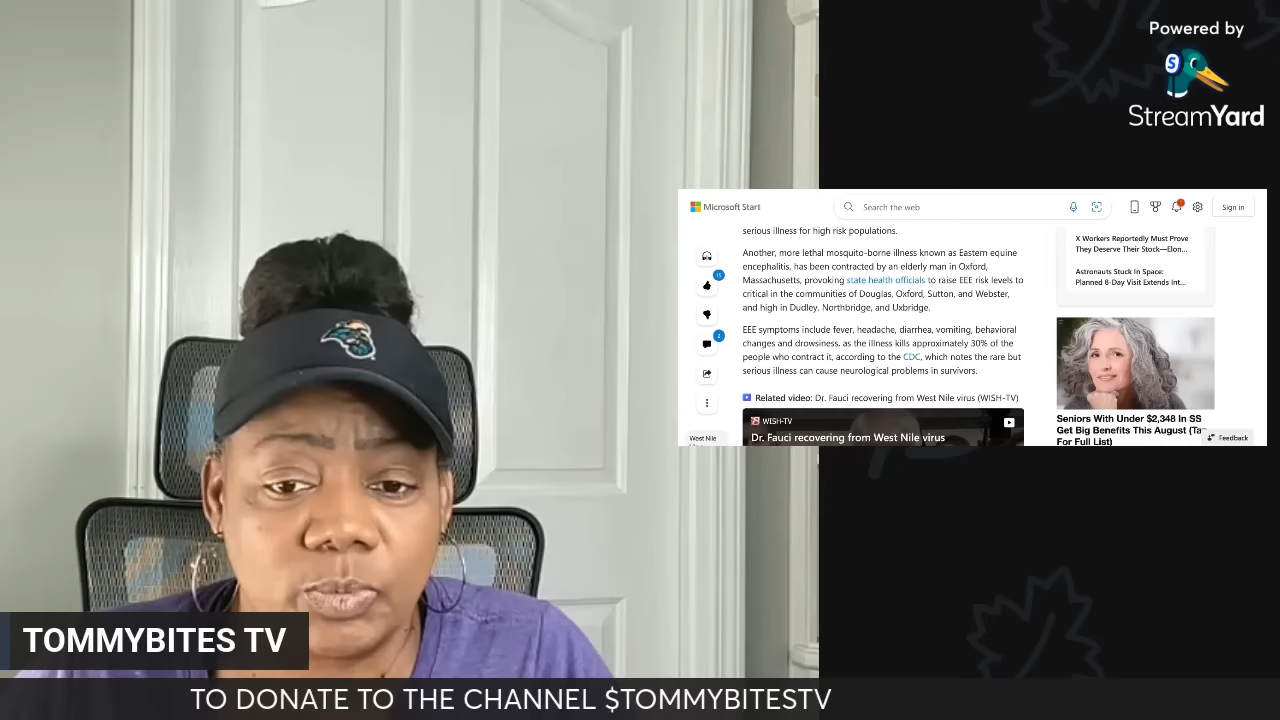 Powered by
StreamYard
Microsoft Start
Search the web
Sign in
serious illness for high risk populations.
Another, more lethal mosquito-borne illness known as Eastern equine
encephalitis, has been contracted by an elderly man in Oxford,
Massachusetts, provoking state health officials to raise EEE risk levels to
critical in the communities of Douglas, Oxford, Sutton, and Webster,
and high in Dudley, Northbridge, and Uxbridge.
EEE symptoms include fever, headache, diarrhea, vomiting, behavioral
changes and drowsiness, as the illness kills approximately 30% of the
people who contract it, according to the CDC, which notes the rare but
serious illness can cause neurological problems in survivors.
Related video: Dr. Fauci recovering from West Nile virus (WISH-TV)
WISH-TV
Dr. Fauci recovering from West Nile virus
15
2
West Nile
X Workers Reportedly Must Prove
They Deserve Their Stock—Elon...
Astronauts Stuck In Space:
Planned 8-Day Visit Extends Int...
Seniors With Under $2,348 In SS
Get Big Benefits This August (Tap
For Full List)
Feedback
TOMMYBITES TV
TO DONATE TO THE CHANNEL $TOMMYBITESTV